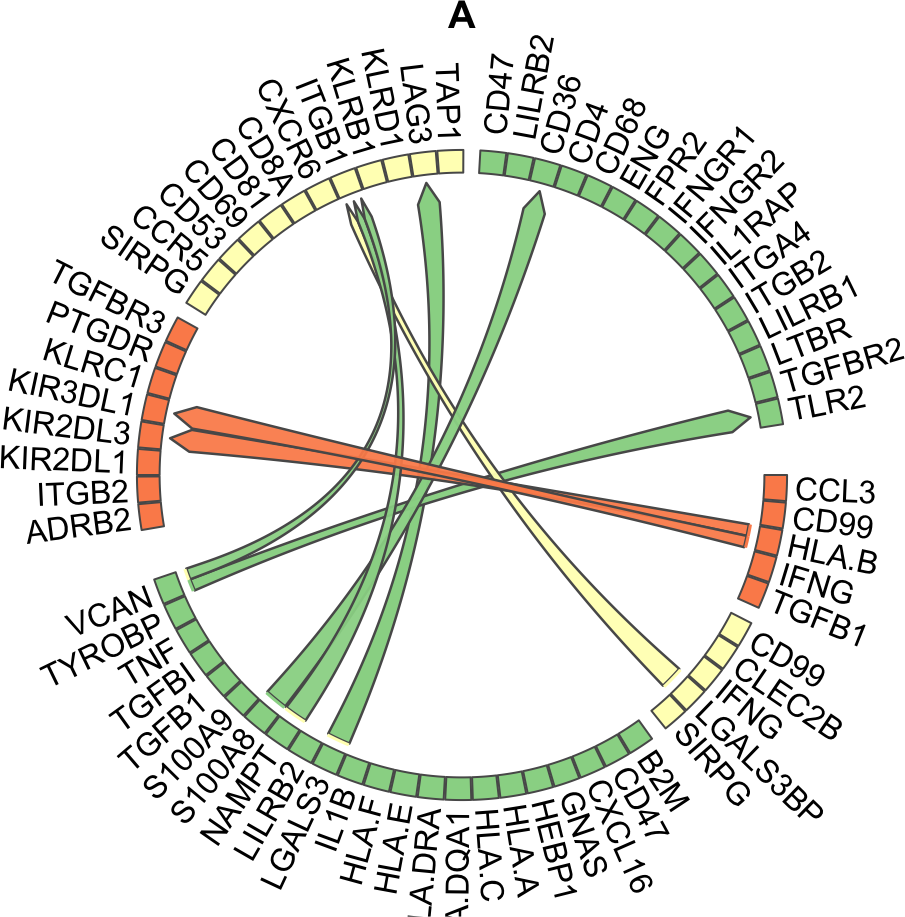 A
CD47
LILRB2
CD36
CD4
CD68
ENG
FPR2
IFNGR1
IFNGR2
IL1RAP
ITGA4
ITGB2
LILRB1
LTBR
TGFBR2
TLR2
CCL3
CD99
HLA.B
IFNG
TGFB1
CD99
CLEC2B
IFNG
LGALS3BP
SIRPG
B2M
CD47
CXCL16
GNAS
HEBP1
HLA.A
HLA.C
A.DQA1
LA.DRA
HLA.E
HLA.F
IL1B
LGALS3
LILRB2
NAMPT
S100A8
S100A9
TGFB1
TGFBI
TNF
TYROBP
VCAN
ADRB2
ITGB2
KIR2DL1
KIR2DL3
KIR3DL1
KLRC1
PTGDR
TGFBR3
SIRPG
CCR5
CD53
CD69
CD81
CD8A
CXCR6
ITGB1
KLRB1
KLRD1
LAG3
TAP1